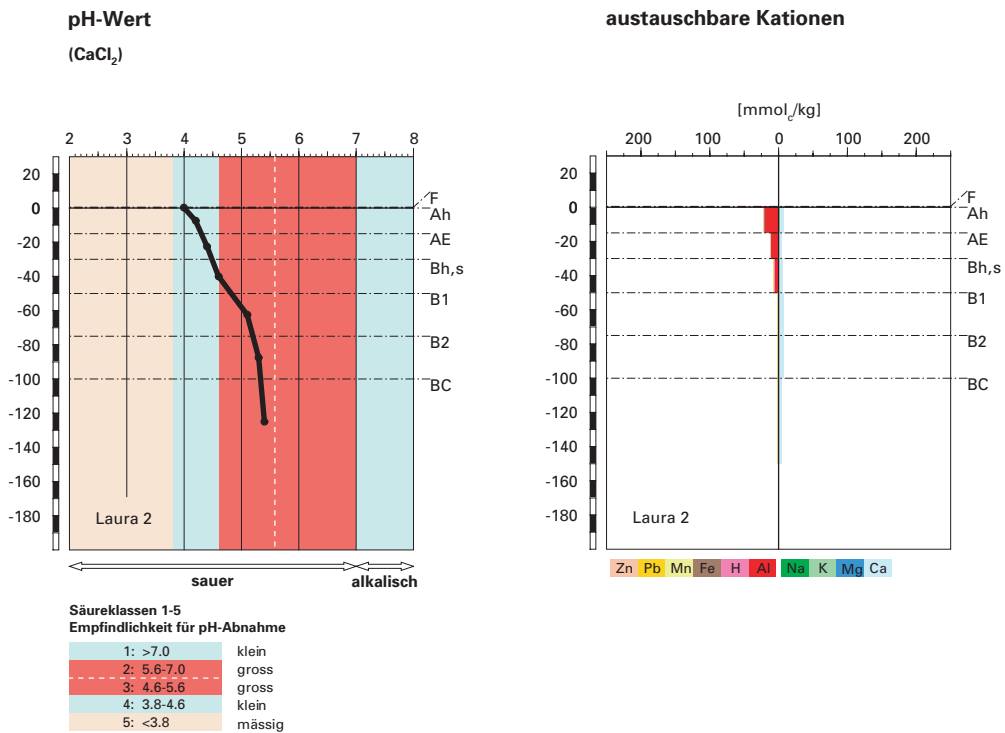 pH-Wert
(CaCl₂)
2 3 4 5 6 7 8
20
0
-20
-40
-60
-80
-100
-120
-140
-160
-180
F
Ah
AE
Bh,s
B1
B2
BC
Laura 2
sauer
alkalisch
Säureklassen 1-5
Empfindlichkeit für pH-Abnahme
1: >7.0 klein
2: 5.6-7.0 gross
3: 4.6-5.6 gross
4: 3.8-4.6 klein
5: <3.8 mässig
austauschbare Kationen
[mmol_c/kg]
200 100 0 100 200
20
0
-20
-40
-60
-80
-100
-120
-140
-160
-180
F
Ah
AE
Bh,s
B1
B2
BC
Laura 2
Zn Pb Mn Fe H Al Na K Mg Ca